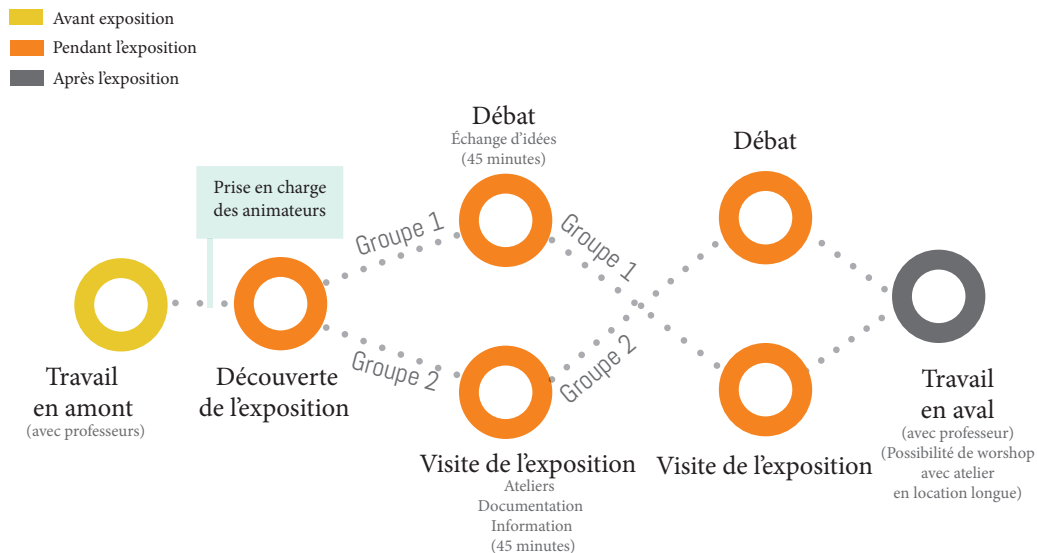 Avant exposition
Pendant l'exposition
Après l'exposition
Prise en charge
des animateurs
Travail
en amont
(avec professeurs)
Découverte
de l'exposition
Groupe 1
Groupe 2
Débat
Échange d'idées
(45 minutes)
Visite de l'exposition
Ateliers
Documentation
Information
(45 minutes)
Groupe 1
Groupe 2
Débat
Visite de l'exposition
Travail
en aval
(avec professeur)
(Possibilité de worshop
avec atelier
en location longue)